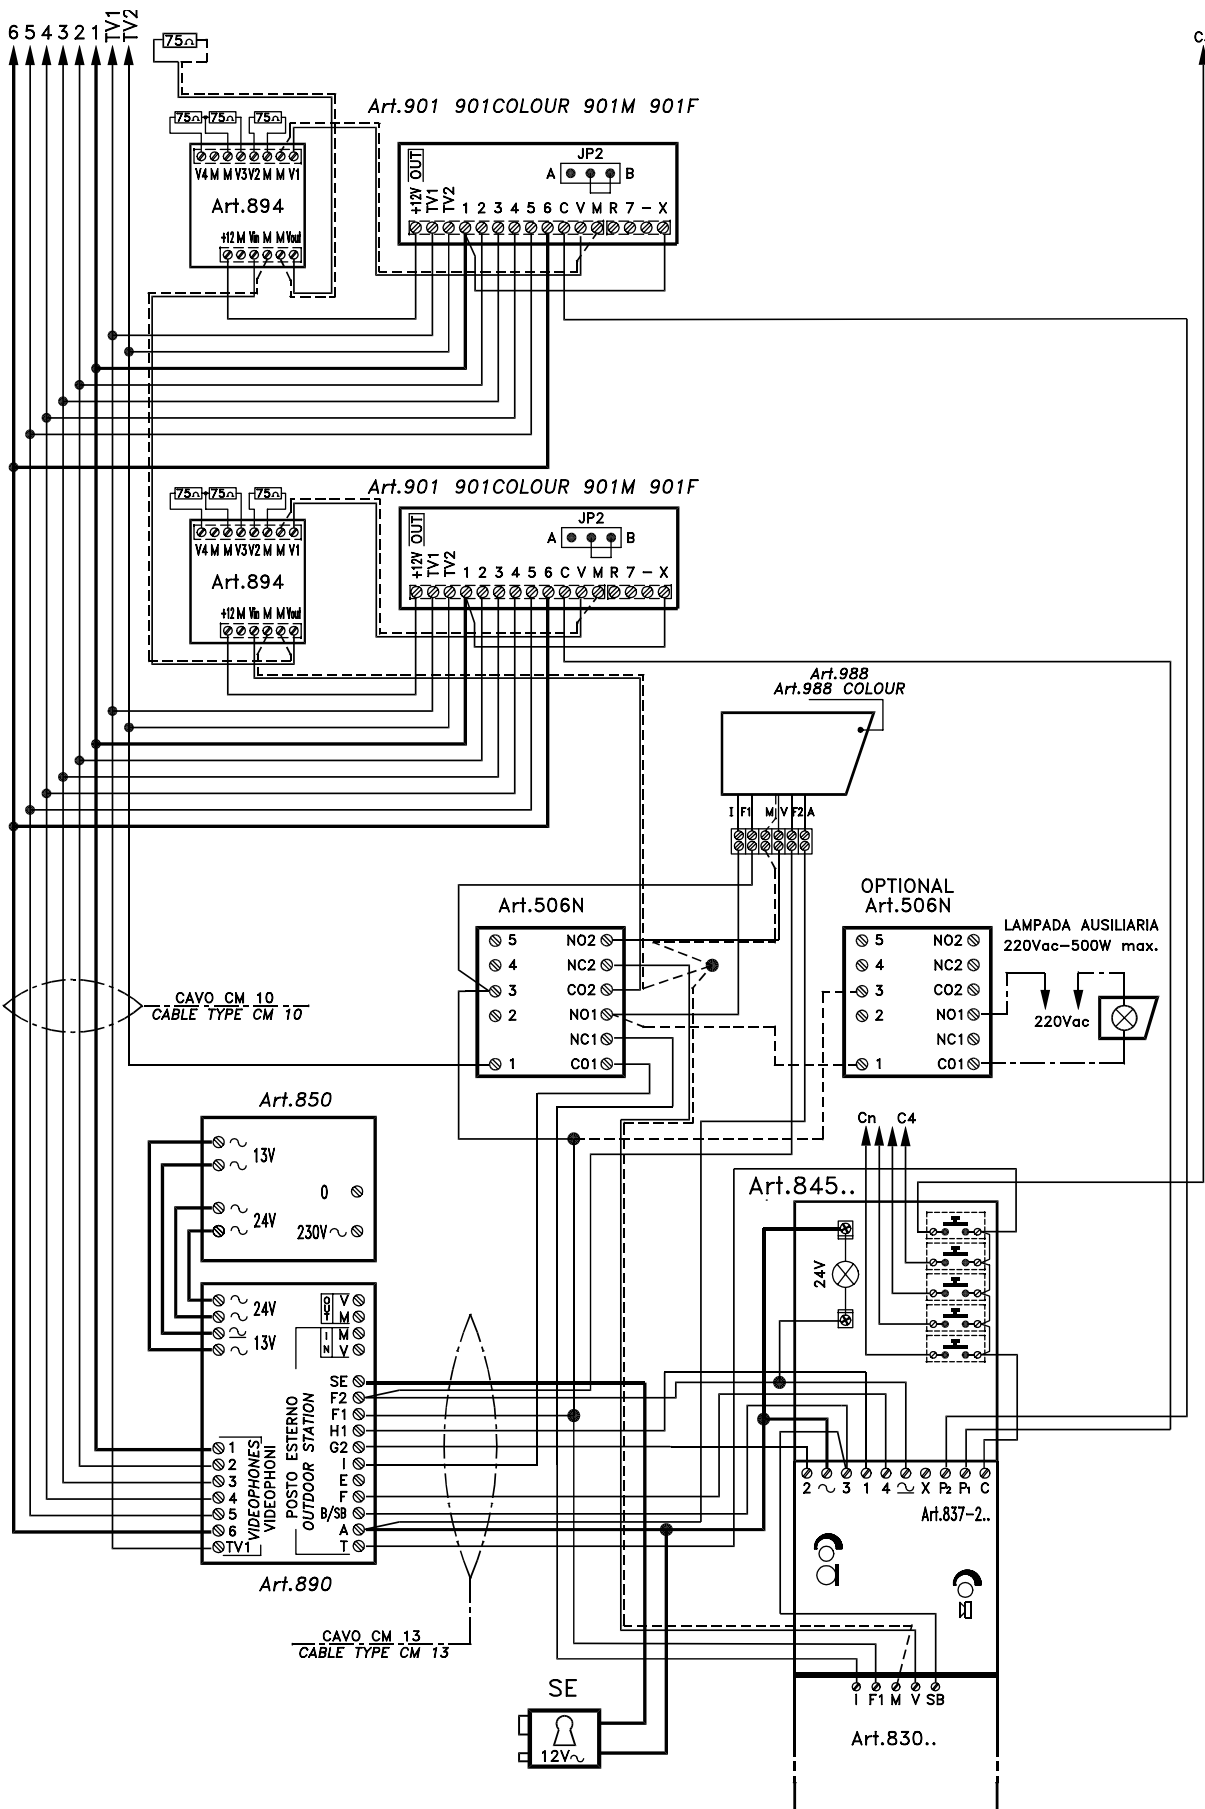 6 5 4 3 2 1 TV1 TV2
C.
75Ω
Art.901 901COLOUR 901M 901F
75Ω 75Ω 75Ω
V4 M M V3 V2 M M V1
Art.894
+12 M Vin M M Vout
OUT
JP2
A B
+12V TV1 TV2 1 2 3 4 5 6 C V M R 7 – X
Art.901 901COLOUR 901M 901F
75Ω 75Ω 75Ω
V4 M M V3 V2 M M V1
Art.894
+12 M Vin M M Vout
OUT
JP2
A B
+12V TV1 TV2 1 2 3 4 5 6 C V M R 7 – X
Art.988
Art.988 COLOUR
I F1 M V F2 A
Art.506N
5 NO2
4 NC2
3 CO2
2 NO1
NC1
1 CO1
OPTIONAL
Art.506N
5 NO2
4 NC2
3 CO2
2 NO1
NC1
1 CO1
LAMPADA AUSILIARIA
220Vac–500W max.
220Vac
CAVO CM 10
CABLE TYPE CM 10
Art.850
∼
13V
∼
∼
24V
∼
0
230V∼
Cn C4
Art.845..
24V
∼
24V
∼
≃
13V
∼
OUT V
M
IN M
V
SE
F2
F1
H1
G2
I
E
F
B/SB
A
T
POSTO ESTERNO
OUTDOOR STATION
1
2
3
4
5
6
TV1
VIDEOPHONES
VIDEOPHONI
Art.890
2 ∼ 3 1 4 ≃ X P2 P1 C
Art.837-2..
CAVO CM 13
CABLE TYPE CM 13
SE
12V∼
I F1 M V SB
Art.830..